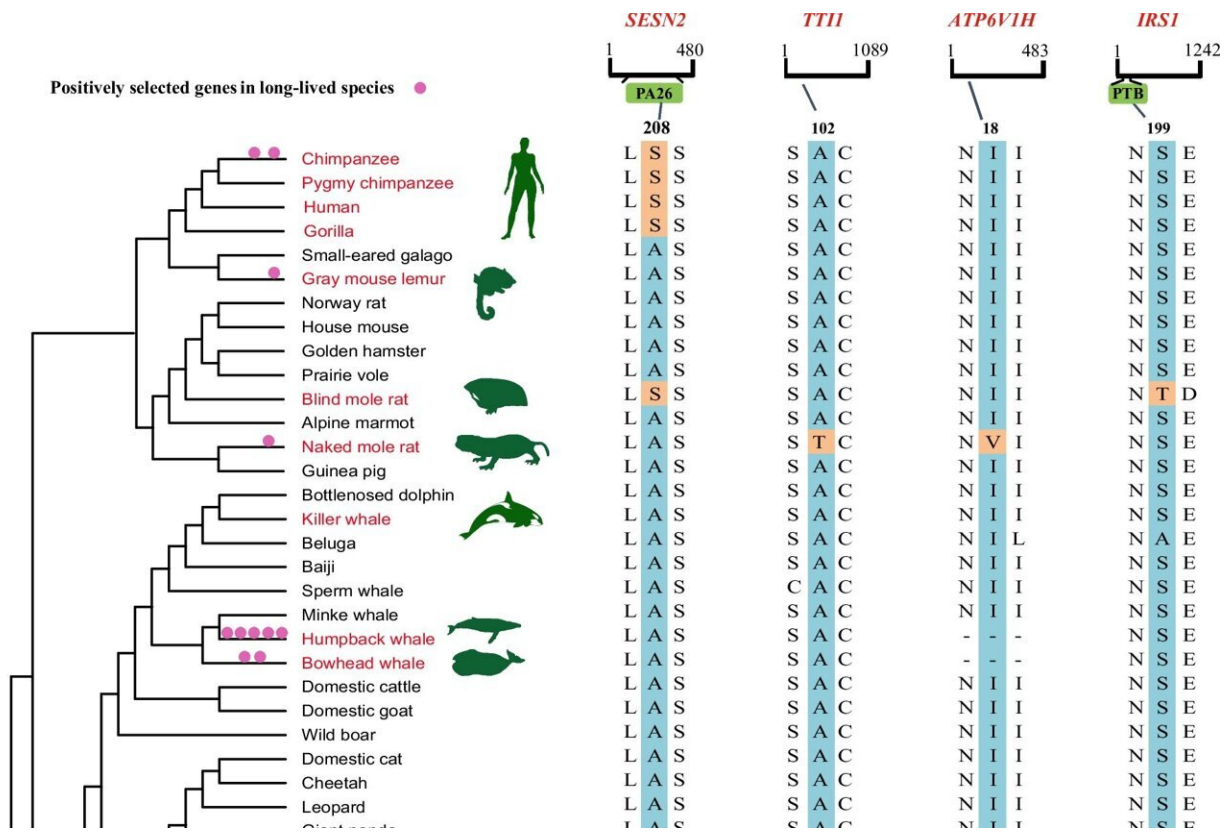 SESN2 TTI1 ATP6V1H IRS1
1 480 1 1089 1 483 1 1242
Positively selected genes in long-lived species PA26 PTB
208 102 18 199
Chimpanzee L S S S A C N I I N S E
Pygmy chimpanzee L S S S A C N I I N S E
Human L S S S A C N I I N S E
Gorilla L S S S A C N I I N S E
Small-eared galago L A S S A C N I I N S E
Gray mouse lemur L A S S A C N I I N S E
Norway rat L A S S A C N I I N S E
House mouse L A S S A C N I I N S E
Golden hamster L A S S A C N I I N S E
Prairie vole L A S S A C N I I N S E
Blind mole rat L S S S A C N I I N T D
Alpine marmot L A S S A C N I I N S E
Naked mole rat L A S S T C N V I N S E
Guinea pig L A S S A C N I I N S E
Bottlenosed dolphin L A S S A C N I I N S E
Killer whale L A S S A C N I I N S E
Beluga L A S S A C N I L N A E
Baiji L A S S A C N I I N S E
Sperm whale L A S C A C N I I N S E
Minke whale L A S S A C N I I N S E
Humpback whale L A S S A C - - - N S E
Bowhead whale L A S S A C - - - N S E
Domestic cattle L A S S A C N I I N S E
Domestic goat L A S S A C N I I N S E
Wild boar L A S S A C N I I N S E
Domestic cat L A S S A C N I I N S E
Cheetah L A S S A C N I I N S E
Leopard L A S S A C N I I N S E
Giant panda L A S S A C N I I N S E